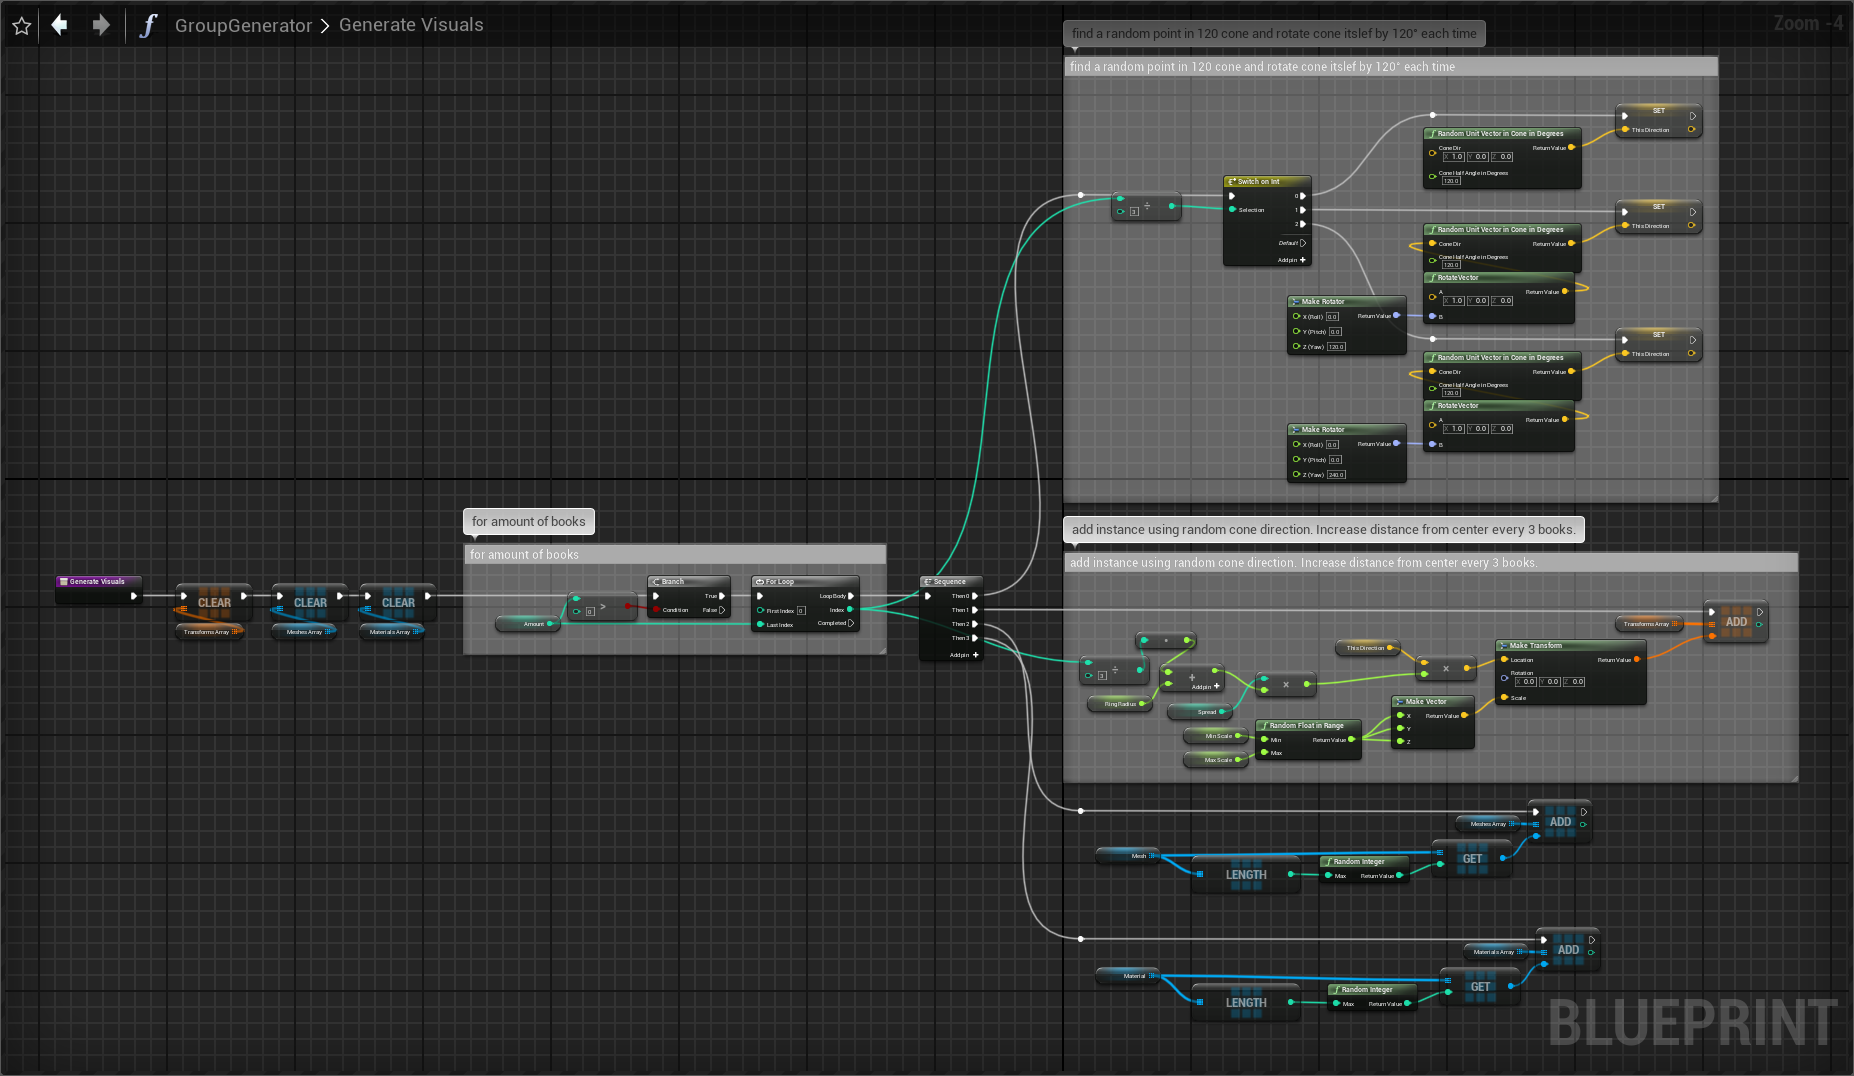 GroupGenerator > Generate Visuals
Zoom -4
find a random point in 120 cone and rotate cone itslef by 120° each time
find a random point in 120 cone and rotate cone itslef by 120° each time
SET
This Direction
Random Unit Vector in Cone in Degrees
Cone Dir
Return Value
X 1.0 Y 0.0 Z 0.0
Cone Half Angle in Degrees
120.0
3
÷
Switch on Int
Selection
0
1
2
Default
Add pin +
SET
This Direction
Random Unit Vector in Cone in Degrees
Cone Dir
Return Value
Cone Half Angle in Degrees
120.0
RotateVector
A
Return Value
X 1.0 Y 0.0 Z 0.0
B
Make Rotator
X (Roll) 0.0
Return Value
Y (Pitch) 0.0
Z (Yaw) 120.0
SET
This Direction
Random Unit Vector in Cone in Degrees
Cone Dir
Return Value
Cone Half Angle in Degrees
120.0
RotateVector
A
Return Value
X 1.0 Y 0.0 Z 0.0
B
Make Rotator
X (Roll) 0.0
Return Value
Y (Pitch) 0.0
Z (Yaw) 240.0
for amount of books
for amount of books
Generate Visuals
CLEAR
Transforms Array
CLEAR
Meshes Array
CLEAR
Materials Array
Amount
0
>
Branch
True
Condition
False
For Loop
Loop Body
First Index 0
Index
Last Index
Completed
Sequence
Then 0
Then 1
Then 2
Then 3
Add pin +
add instance using random cone direction. Increase distance from center every 3 books.
add instance using random cone direction. Increase distance from center every 3 books.
3
÷
Ring Radius
+
Add pin +
Spread
×
Min Scale
Max Scale
Random Float in Range
Min
Return Value
Max
This Direction
×
Make Vector
X
Return Value
Y
Z
Make Transform
Location
Return Value
Rotation
X 0.0 Y 0.0 Z 0.0
Scale
Transforms Array
ADD
Mesh
LENGTH
Random Integer
Max
Return Value
GET
Meshes Array
ADD
Material
LENGTH
Random Integer
Max
Return Value
GET
Materials Array
ADD
BLUEPRINT